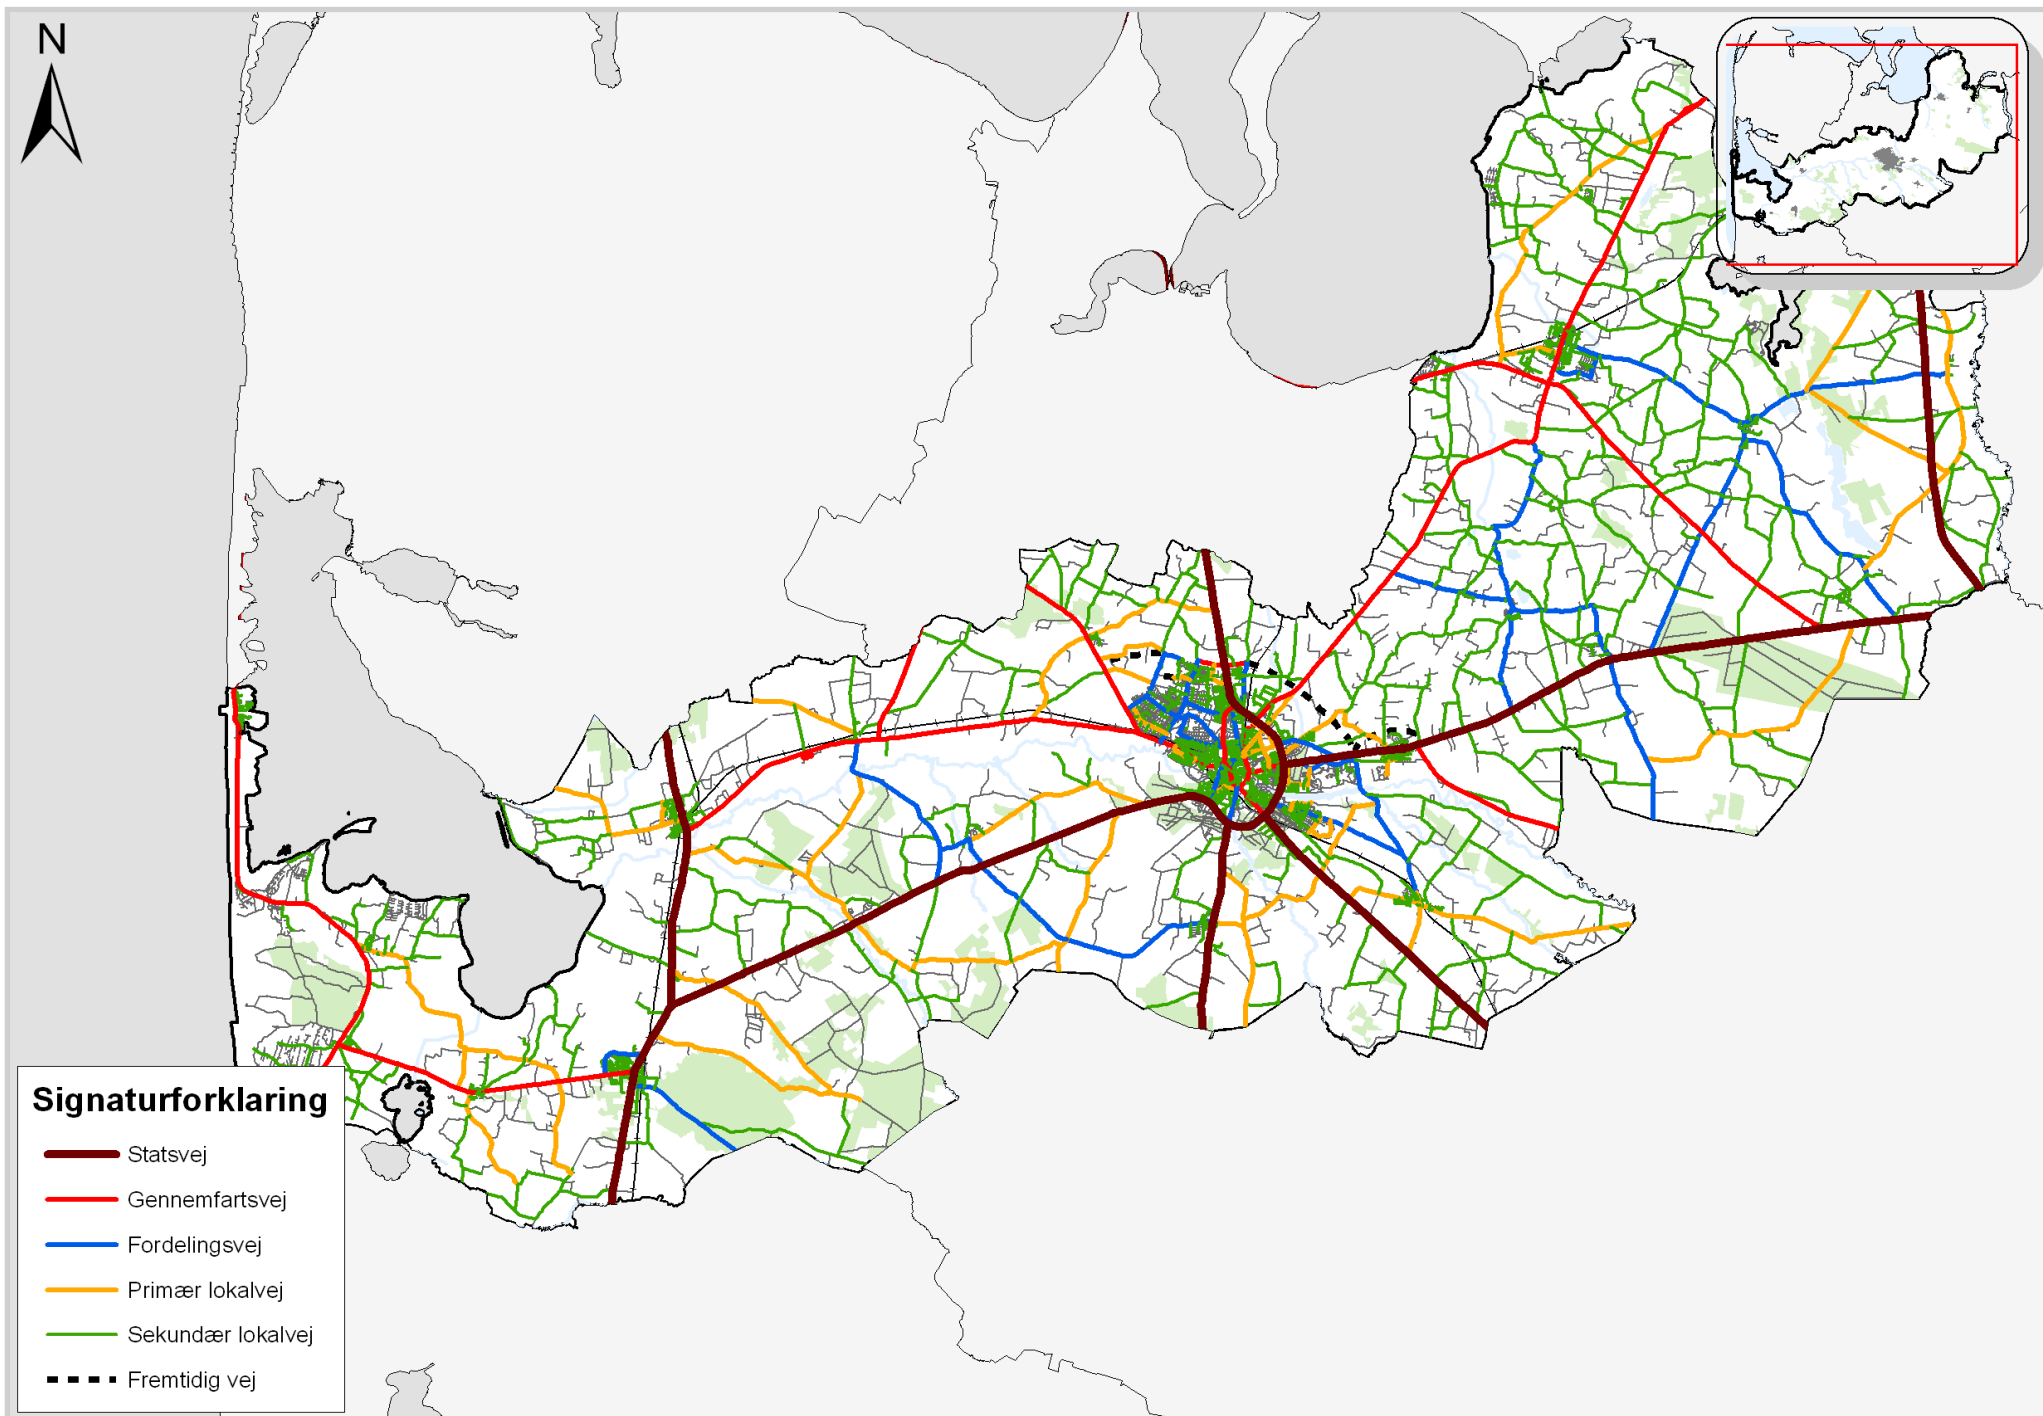 N
Signaturforklaring
Statsvej
Gennemfartsvej
Fordelingsvej
Primær lokalvej
Sekundær lokalvej
Fremtidig vej